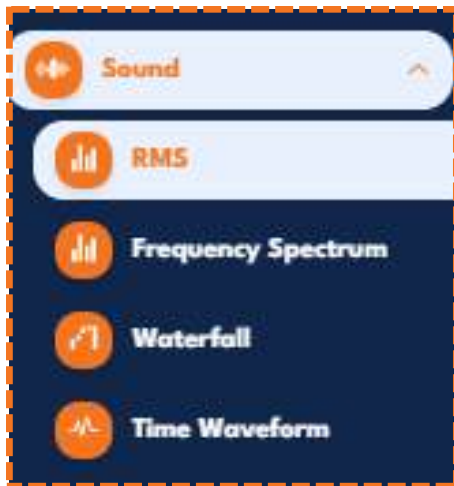 Sound
RMS
Frequency Spectrum
Waterfall
Time Waveform